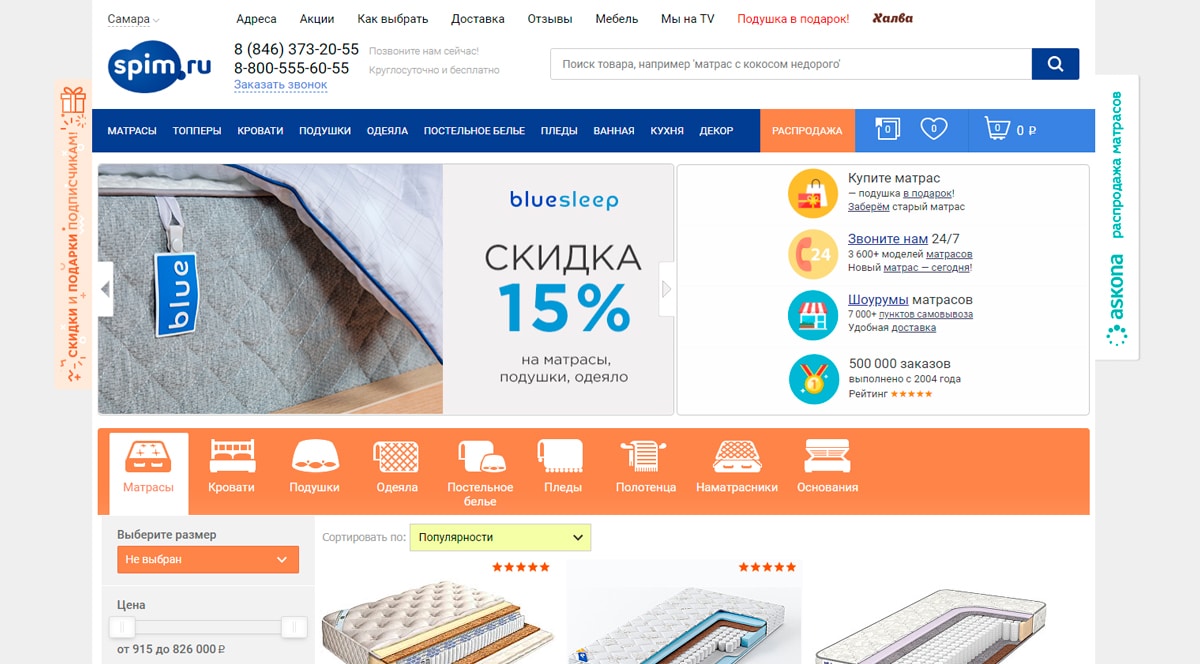 Самара
Адреса
Акции
Как выбрать
Доставка
Отзывы
Мебель
Мы на TV
Подушка в подарок!
Халва
spim.ru
8 (846) 373-20-55
Позвоните нам сейчас!
8-800-555-60-55
Круглосуточно и бесплатно
Заказать звонок
Поиск товара, например 'матрас с кокосом недорого'
МАТРАСЫ
ТОППЕРЫ
КРОВАТИ
ПОДУШКИ
ОДЕЯЛА
ПОСТЕЛЬНОЕ БЕЛЬЕ
ПЛЕДЫ
ВАННАЯ
КУХНЯ
ДЕКОР
РАСПРОДАЖА
0
0
0
0 ₽
СКИДКИ И ПОДАРКИ ПОДПИСЧИКАМ!
askona распродажа матрасов
blue
bluesleep
СКИДКА
15%
на матрасы,
подушки, одеяло
Купите матрас
— подушка в подарок!
Заберём старый матрас
24
Звоните нам 24/7
3 600+ моделей матрасов
Новый матрас — сегодня!
Шоурумы матрасов
7 000+ пунктов самовывоза
Удобная доставка
1
500 000 заказов
выполнено с 2004 года
Рейтинг ★★★★★
Матрасы
Кровати
Подушки
Одеяла
Постельное
белье
Пледы
Полотенца
Наматрасники
Основания
Выберите размер
Не выбран
Сортировать по:
Популярности
Цена
от 915 до 826 000 ₽